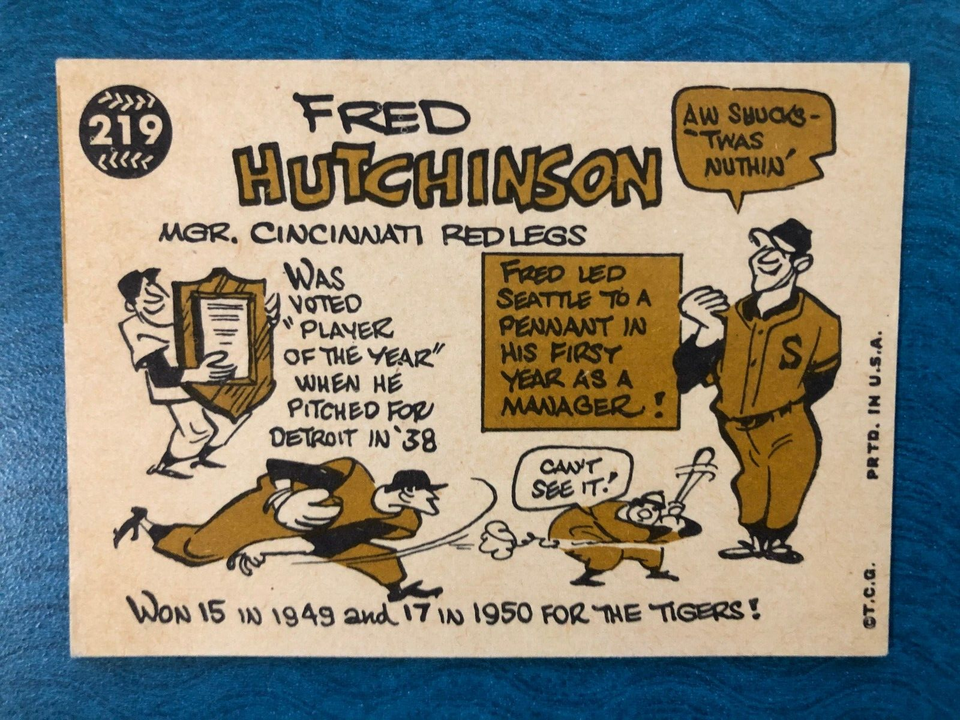 219
FRED
HUTCHINSON
MGR. CINCINNATI REDLEGS
AW SHUCKS-
'TWAS
NUTHIN'
WAS
VOTED
"PLAYER
OF THE YEAR"
WHEN HE
PITCHED FOR
DETROIT IN '38
FRED LED
SEATTLE TO A
PENNANT IN
HIS FIRST
YEAR AS A
MANAGER!
S
CAN'T
SEE IT!
WON 15 IN 1949 and 17 IN 1950 FOR THE TIGERS!
©T.C.G. PRTD. IN U.S.A.